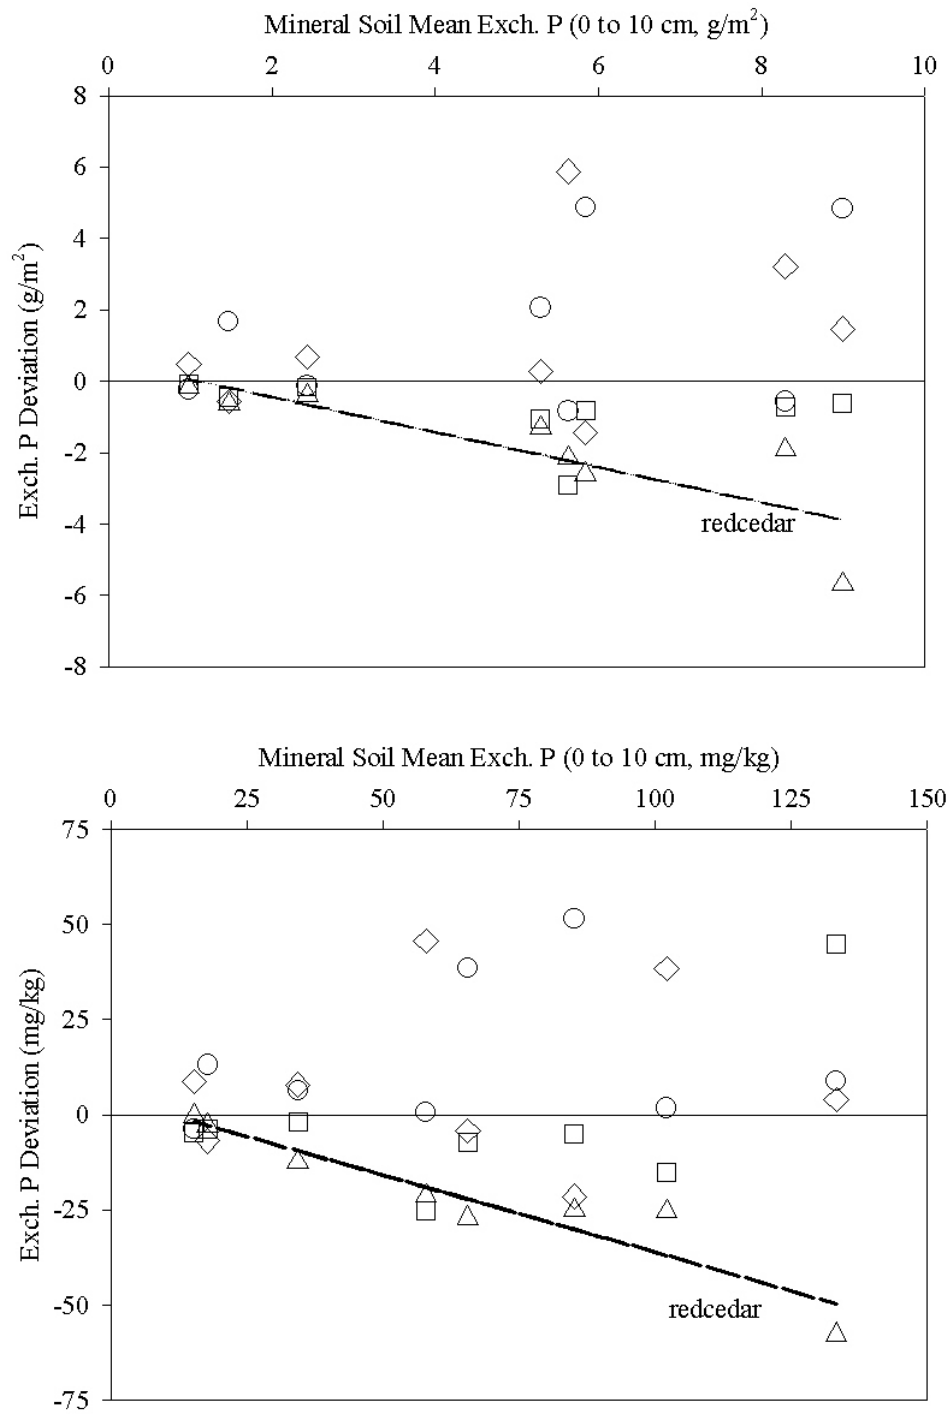 Mineral Soil Mean Exch. P (0 to 10 cm, g/m²)
0 2 4 6 8 10
8
6
4
2
0
-2
-4
-6
-8
Exch. P Deviation (g/m²)
redcedar
Mineral Soil Mean Exch. P (0 to 10 cm, mg/kg)
0 25 50 75 100 125 150
75
50
25
0
-25
-50
-75
Exch. P Deviation (mg/kg)
redcedar